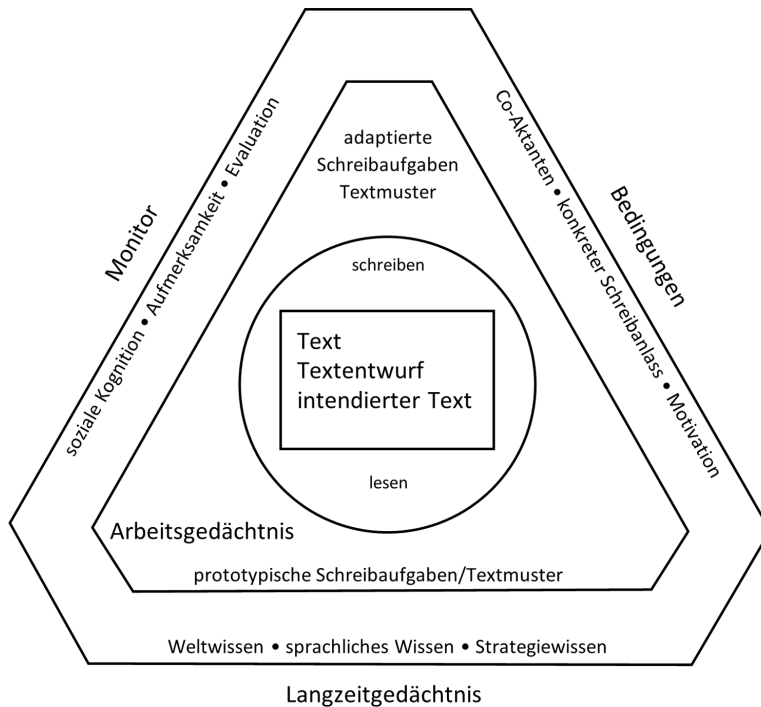 adaptierte
Schreibaufgaben
Textmuster
Monitor
soziale Kognition • Aufmerksamkeit • Evaluation
Co-Aktanten • konkreter Schreibanlass • Motivation
Bedingungen
schreiben
Text
Textentwurf
intendierter Text
lesen
Arbeitsgedächtnis
prototypische Schreibaufgaben/Textmuster
Weltwissen • sprachliches Wissen • Strategiewissen
Langzeitgedächtnis